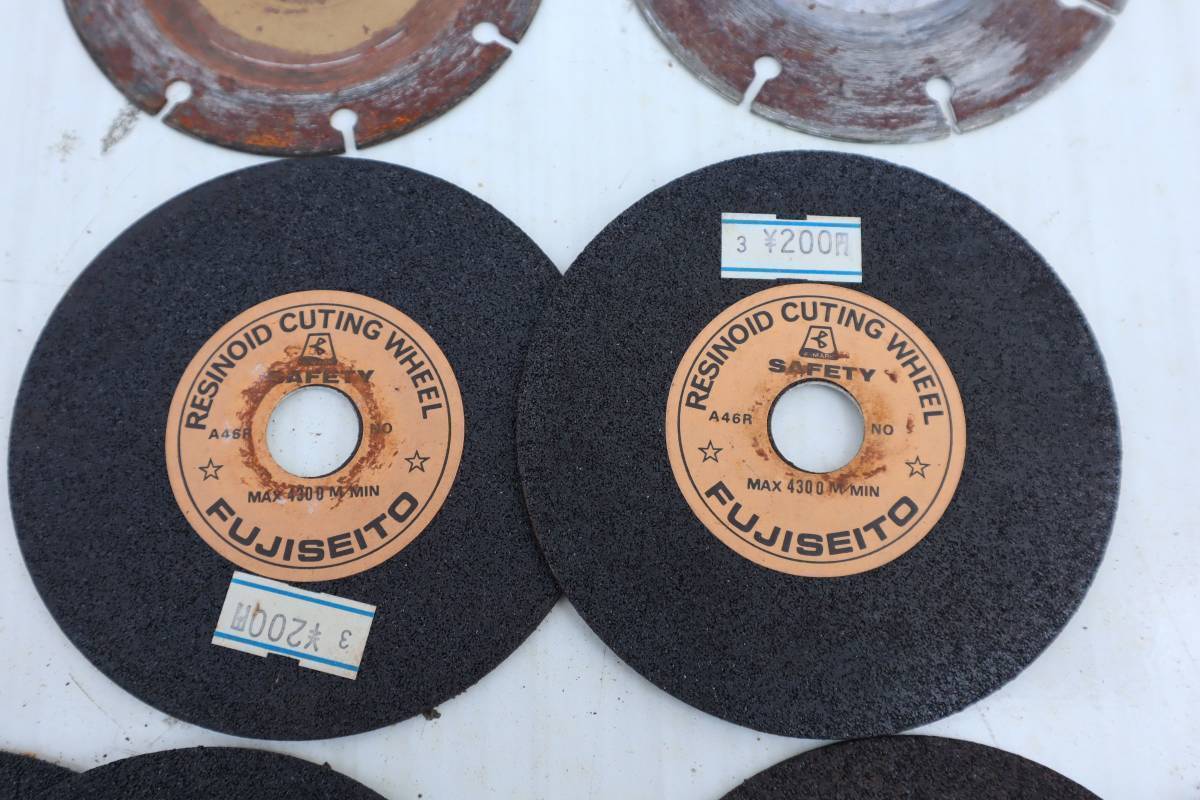 RESINOID CUTING WHEEL
SAFETY
A46R NO
MAX 4300 M/MIN
FUJISEITO
3 ¥200円
3 ¥200円
RESINOID CUTING WHEEL
SAFETY
A46R NO
MAX 4300 M/MIN
FUJISEITO